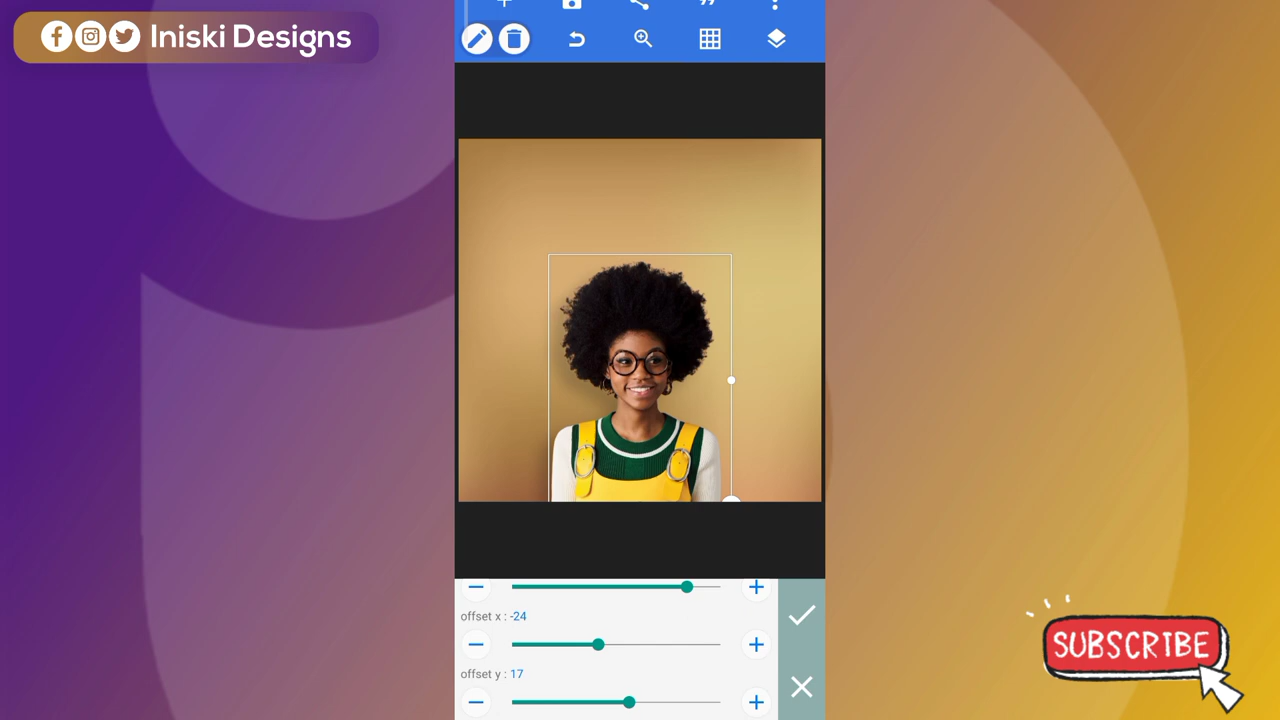 Iniski Designs
offset x : -24
offset y : 17
SUBSCRIBE